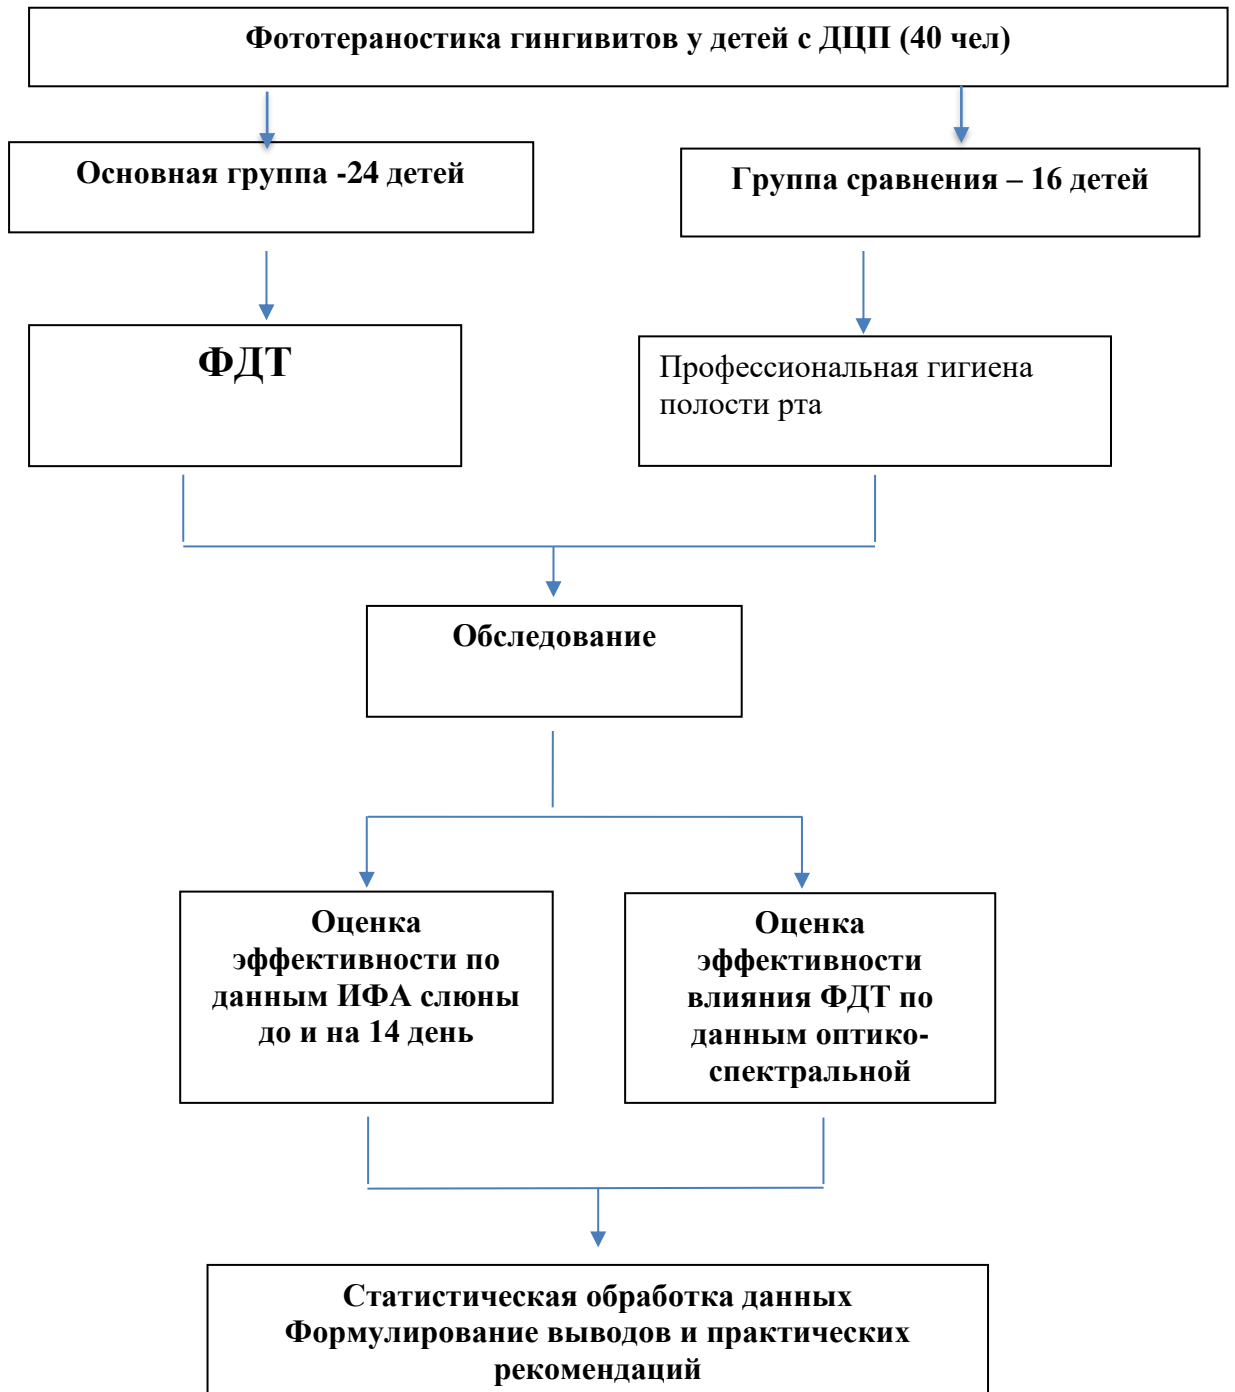 Фототераностика гингивитов у детей с ДЦП (40 чел)
Основная группа -24 детей
Группа сравнения – 16 детей
ФДТ
Профессиональная гигиена
полости рта
Обследование
Оценка
эффективности по
данным ИФА слюны
до и на 14 день
Оценка
эффективности
влияния ФДТ по
данным оптико-
спектральной
Статистическая обработка данных
Формулирование выводов и практических
рекомендаций